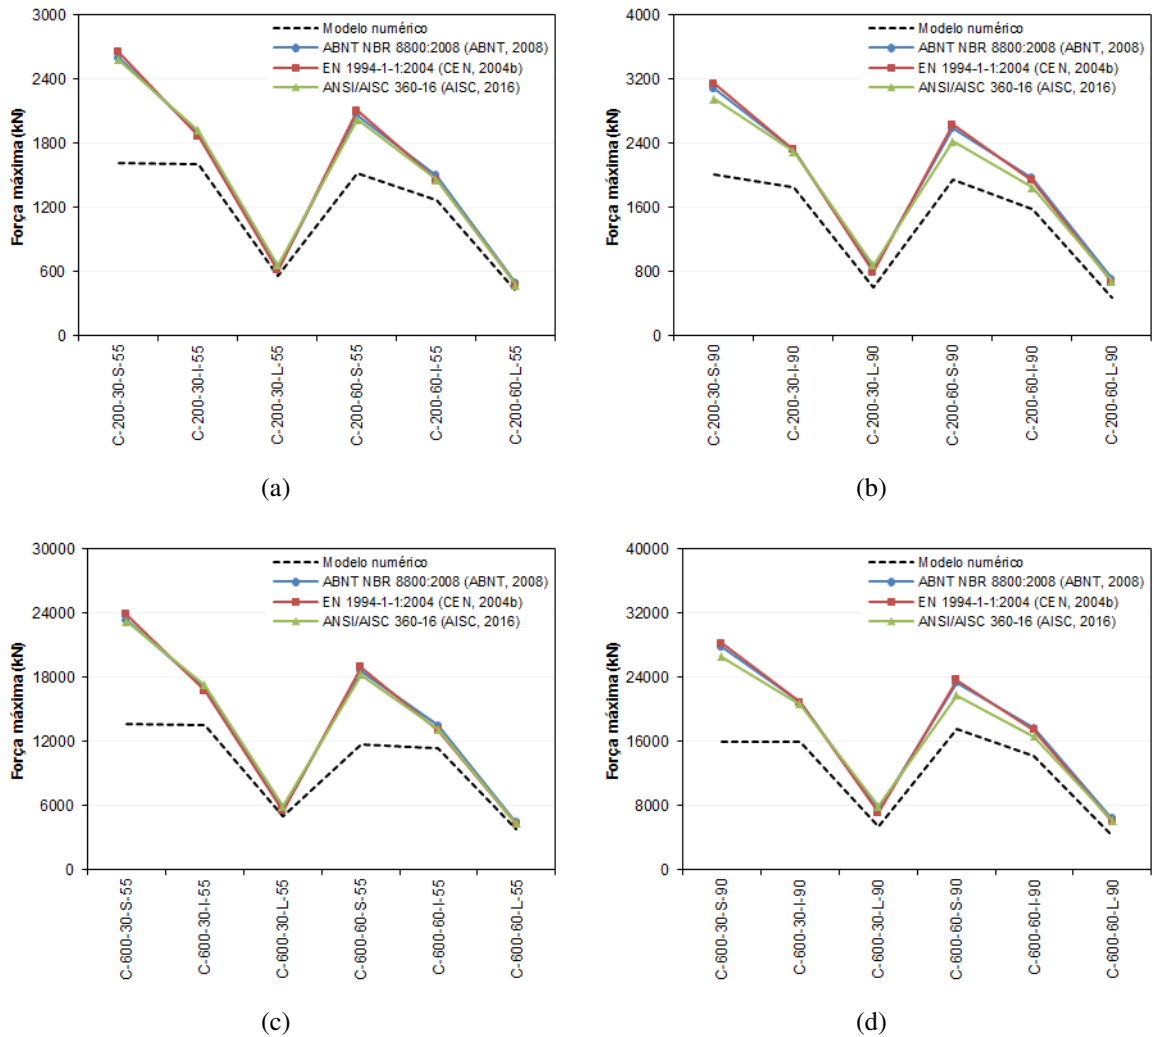 3000
2400
1800
1200
600
0
Força máxima (kN)
Modelo numérico
ABNT NBR 8800:2008 (ABNT, 2008)
EN 1994-1-1:2004 (CEN, 2004b)
ANSI/AISC 360-16 (AISC, 2016)
C-200-30-S-55
C-200-30-I-55
C-200-30-L-55
C-200-60-S-55
C-200-60-I-55
C-200-60-L-55
(a)
4000
3200
2400
1600
800
0
Força máxima (kN)
Modelo numérico
ABNT NBR 8800:2008 (ABNT, 2008)
EN 1994-1-1:2004 (CEN, 2004b)
ANSI/AISC 360-16 (AISC, 2016)
C-200-30-S-90
C-200-30-I-90
C-200-30-L-90
C-200-60-S-90
C-200-60-I-90
C-200-60-L-90
(b)
30000
24000
18000
12000
6000
0
Força máxima (kN)
Modelo numérico
ABNT NBR 8800:2008 (ABNT, 2008)
EN 1994-1-1:2004 (CEN, 2004b)
ANSI/AISC 360-16 (AISC, 2016)
C-600-30-S-55
C-600-30-I-55
C-600-30-L-55
C-600-60-S-55
C-600-60-I-55
C-600-60-L-55
(c)
40000
32000
24000
16000
8000
0
Força máxima (kN)
Modelo numérico
ABNT NBR 8800:2008 (ABNT, 2008)
EN 1994-1-1:2004 (CEN, 2004b)
ANSI/AISC 360-16 (AISC, 2016)
C-600-30-S-90
C-600-30-I-90
C-600-30-L-90
C-600-60-S-90
C-600-60-I-90
C-600-60-L-90
(d)